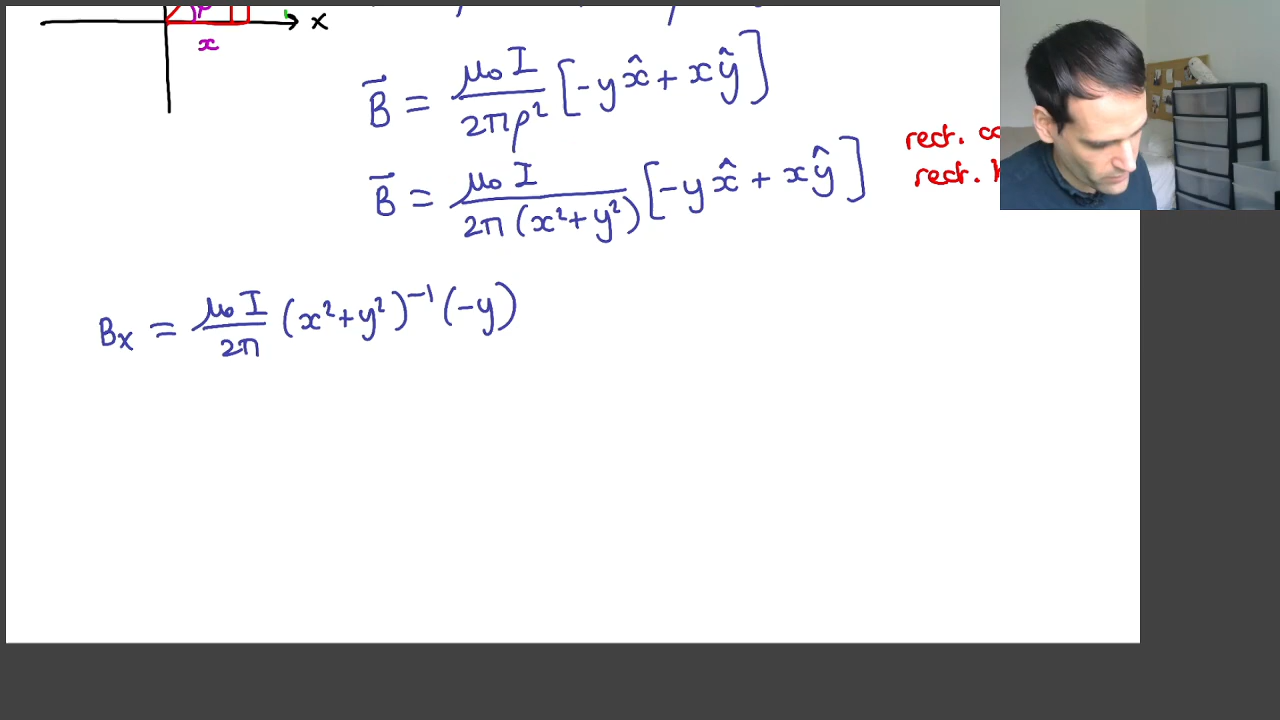 ρ
x
x
B⃗ = μ₀I / 2πρ² [-y x̂ + x ŷ]
B⃗ = μ₀I / 2π(x²+y²) [-y x̂ + x ŷ]
rect.
rect.
Bx = μ₀I / 2π (x²+y²)⁻¹ (-y)